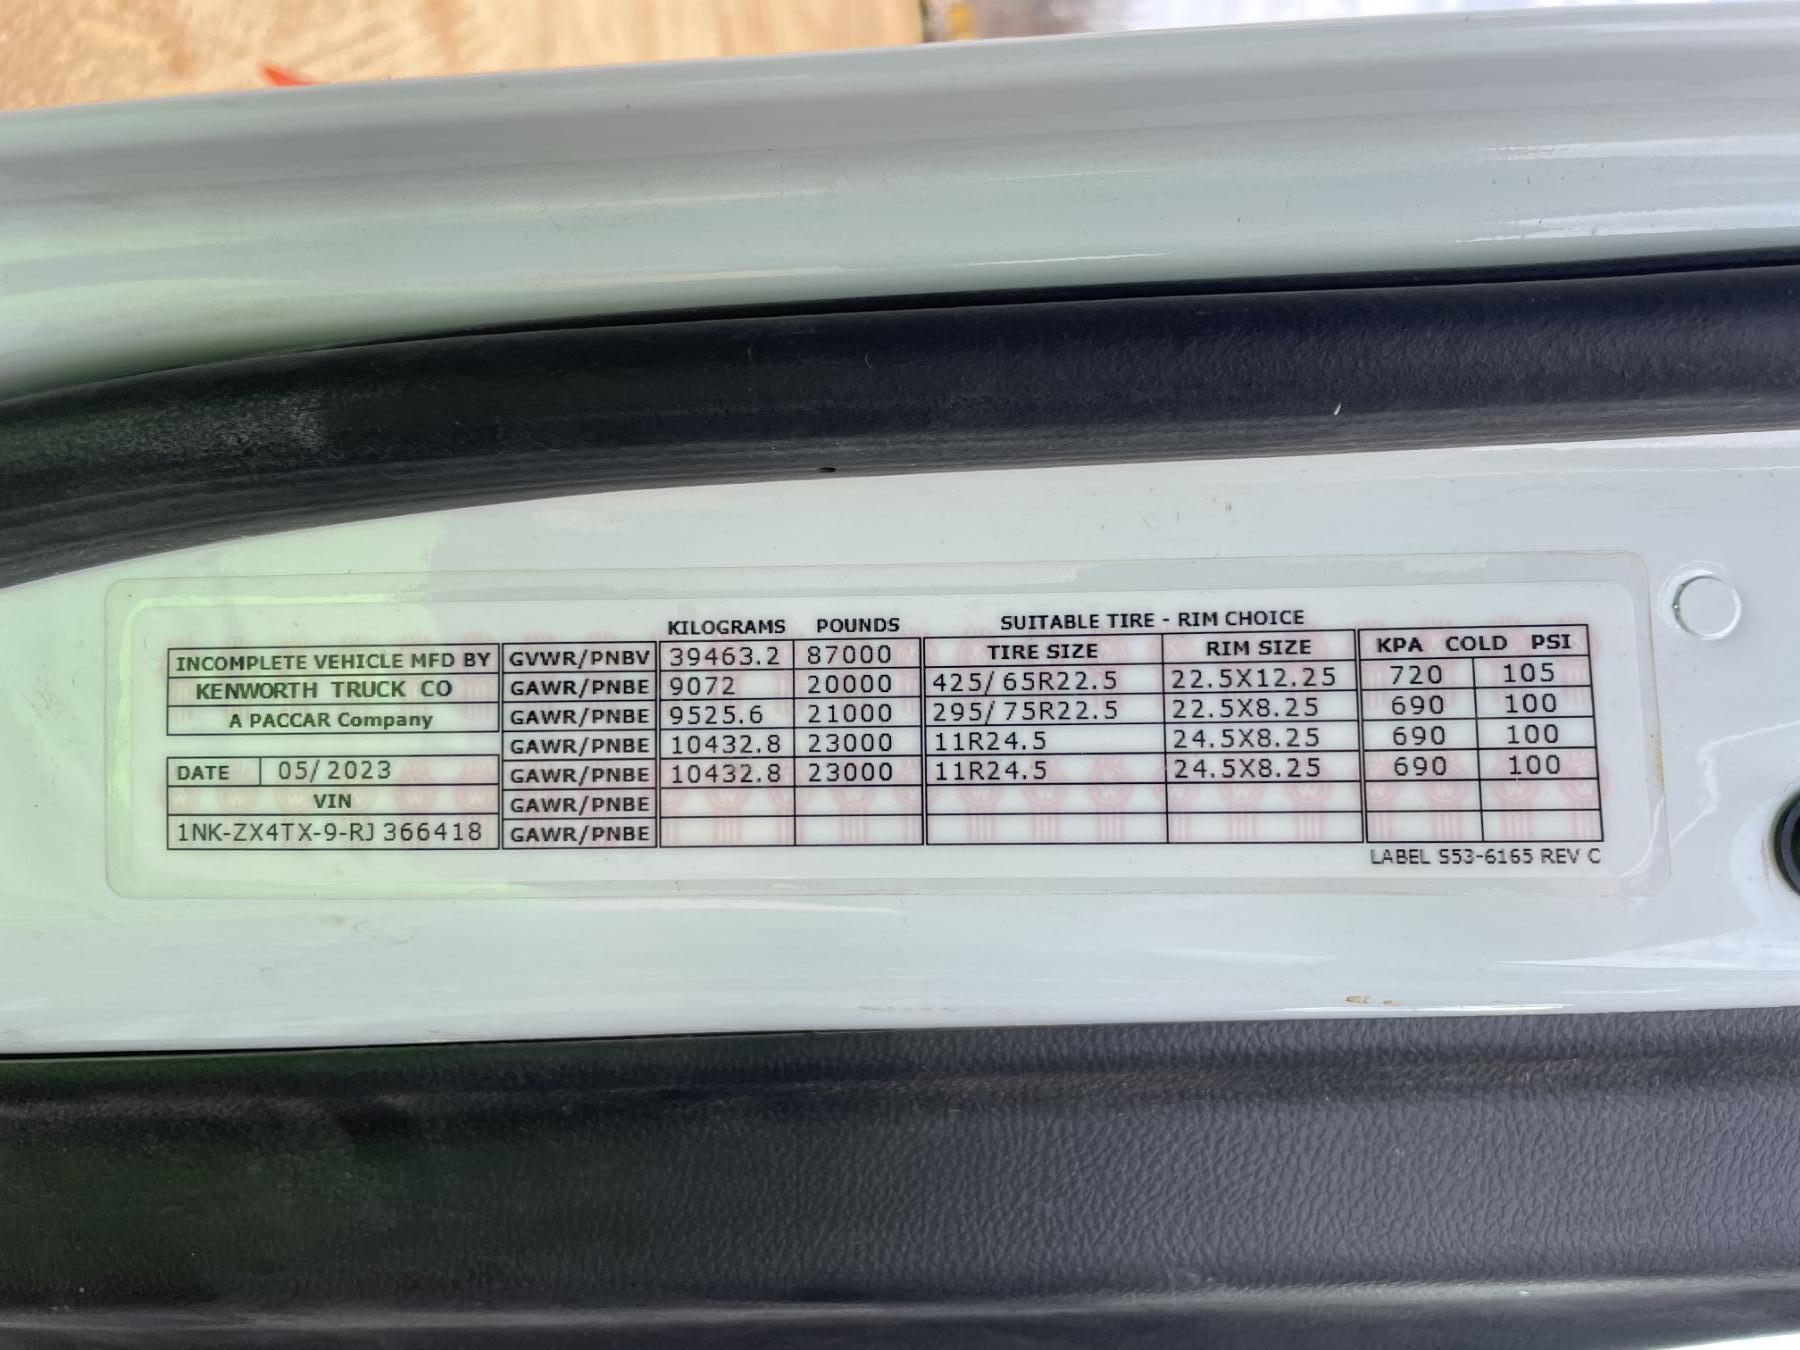 KILOGRAMS POUNDS SUITABLE TIRE - RIM CHOICE
INCOMPLETE VEHICLE MFD BY GVWR/PNBV 39463.2 87000 TIRE SIZE RIM SIZE KPA COLD PSI
KENWORTH TRUCK CO GAWR/PNBE 9072 20000 425/65R22.5 22.5X12.25 720 105
A PACCAR Company GAWR/PNBE 9525.6 21000 295/75R22.5 22.5X8.25 690 100
GAWR/PNBE 10432.8 23000 11R24.5 24.5X8.25 690 100
DATE 05/2023 GAWR/PNBE 10432.8 23000 11R24.5 24.5X8.25 690 100
VIN GAWR/PNBE
1NK-ZX4TX-9-RJ366418 GAWR/PNBE
LABEL S53-6165 REV C